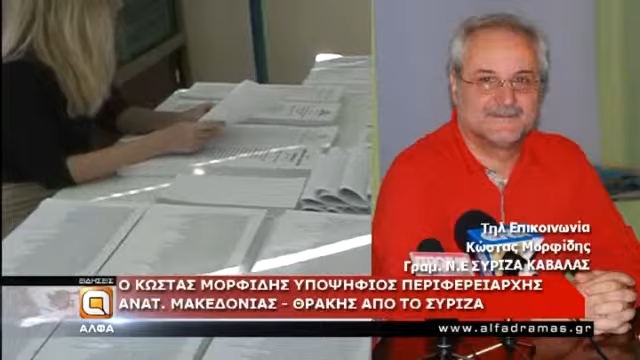 Τηλ Επικοινωνία
Κώστας Μορφίδης
Γραμ. Ν.Ε ΣΥΡΙΖΑ ΚΑΒΑΛΑΣ
ΕΙΔΗΣΕΙΣ
ΑΛΦΑ
Ο ΚΩΣΤΑΣ ΜΟΡΦΙΔΗΣ ΥΠΟΨΗΦΙΟΣ ΠΕΡΙΦΕΡΕΙΑΡΧΗΣ
ΑΝΑΤ. ΜΑΚΕΔΟΝΙΑΣ - ΘΡΑΚΗΣ ΑΠΟ ΤΟ ΣΥΡΙΖΑ
www.alfadramas.gr